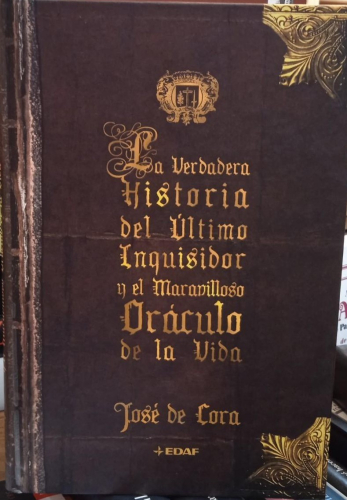 La Verdadera
Historia
del Último
Inquisidor
y el Maravilloso
Oráculo
de la Vida
José de Cora
EDAF